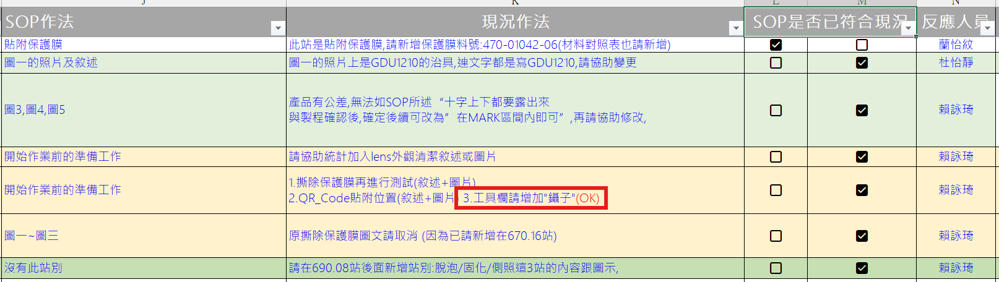 J K L M N
SOP作法 現況作法 SOP是否已符合現況 反應人員
貼附保護膜 此站是貼附保護膜,請新增保護膜料號:470-01042-06(材料對照表也請新增) 蘭怡紋
圖一的照片及敘述 圖一的照片上是GDU1210的治具,連文字都是寫GDU1210,請協助變更 杜怡靜
圖3,圖4,圖5 產品有公差,無法如SOP所述“十字上下都要露出來
與製程確認後,確定後續可改為”在MARK區間內即可”,再請協助修改, 賴詠琦
開始作業前的準備工作 請協助統計加入lens外觀清潔敘述或圖片 賴詠琦
開始作業前的準備工作 1.撕除保護膜再進行測試(敘述+圖片)
2.QR_Code貼附位置(敘述+圖片) 3.工具欄請增加"鑷子"(OK) 賴詠琦
圖一~圖三 原撕除保護膜圖文請取消 (因為已請新增在670.16站) 賴詠琦
沒有此站別 請在690.08站後面新增站別:脫泡/固化/側照這3站的內容跟圖示, 賴詠琦